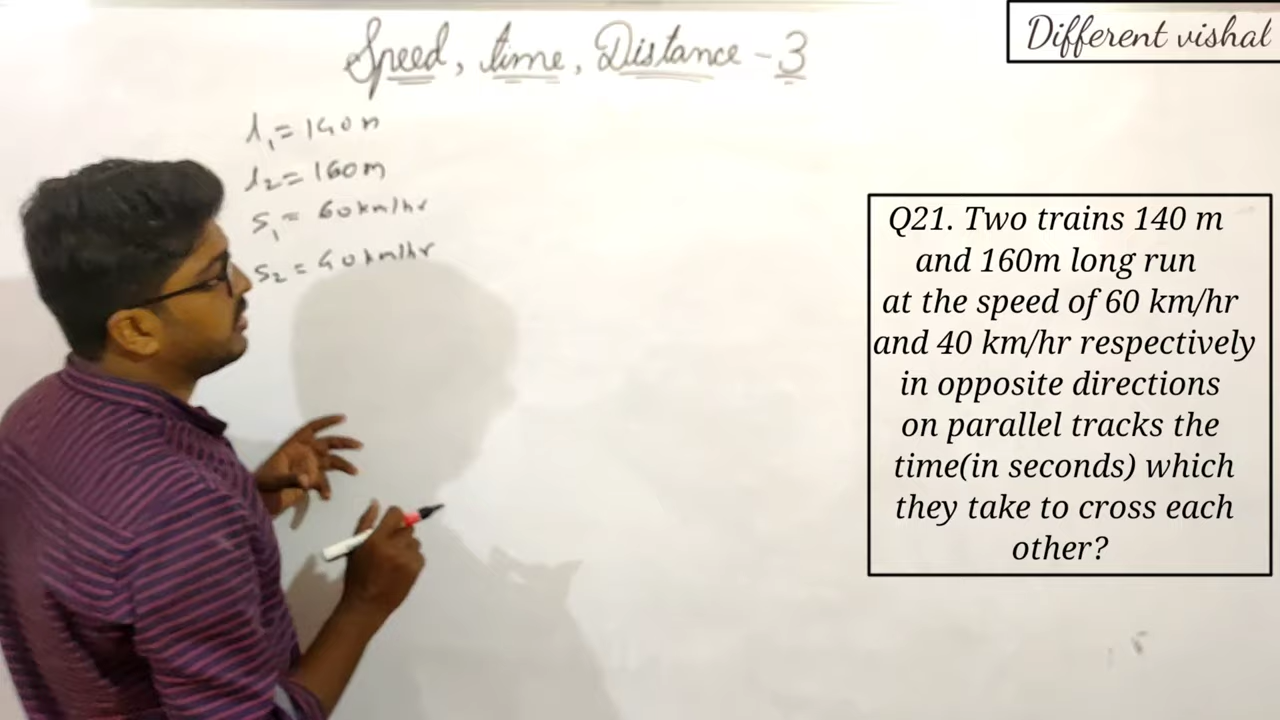 Speed, time, Distance - 3
Different vishal
l₁ = 140 m
l₂ = 160 m
S₁ = 60 km/hr
S₂ = 40 km/hr
Q21. Two trains 140 m
and 160m long run
at the speed of 60 km/hr
and 40 km/hr respectively
in opposite directions
on parallel tracks the
time(in seconds) which
they take to cross each
other?